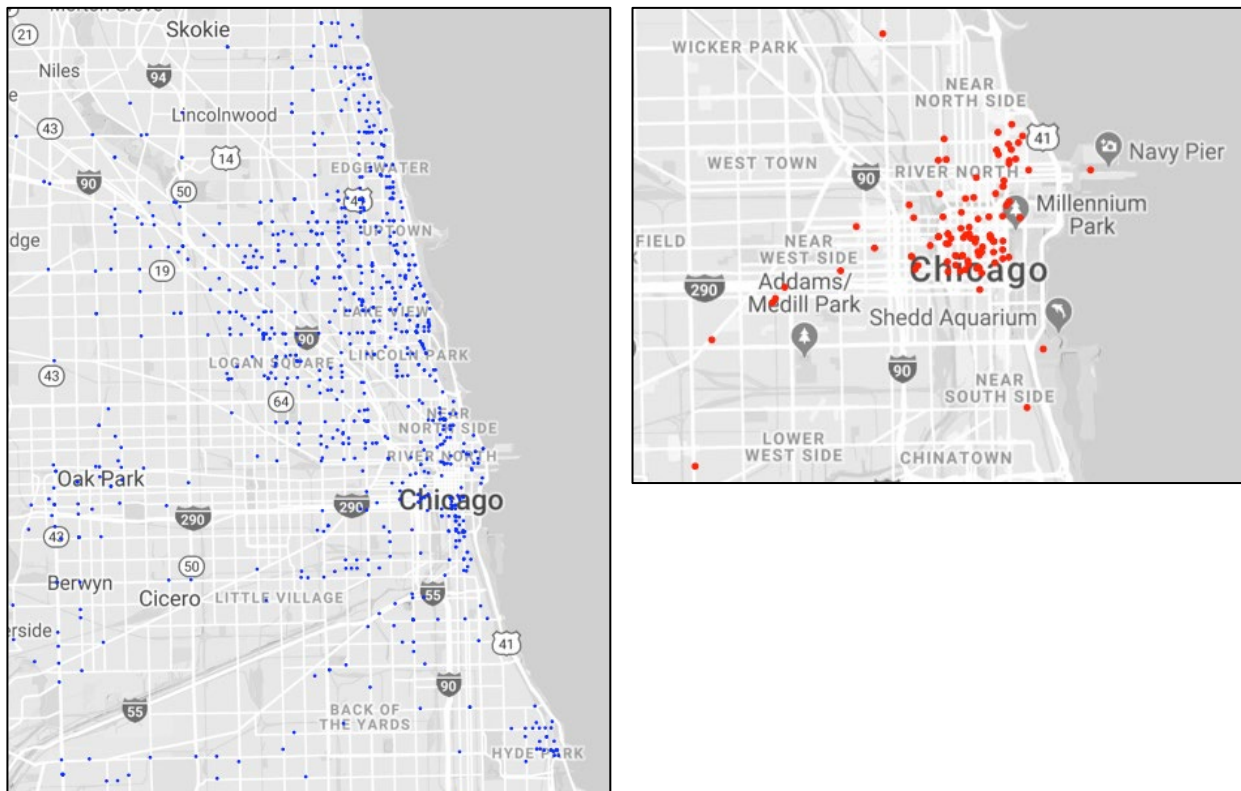 Skokie
21
Niles
94
Lincolnwood
43
14
90
50
EDGEWATER
41
UPTOWN
dge
19
LAKE VIEW
90
LOGAN SQUARE
LINCOLN PARK
43
64
NEAR
NORTH SIDE
RIVER NORTH
Oak Park
Chicago
290
290
43
50
Berwyn
Cicero
LITTLE VILLAGE
55
erside
41
90
55
BACK OF
THE YARDS
HYDE PARK
WICKER PARK
NEAR
NORTH SIDE
41
Navy Pier
WEST TOWN
90
RIVER NORTH
Millennium
Park
FIELD
NEAR
WEST SIDE
Chicago
290
Addams/
Medill Park
Shedd Aquarium
90
NEAR
SOUTH SIDE
LOWER
WEST SIDE
CHINATOWN